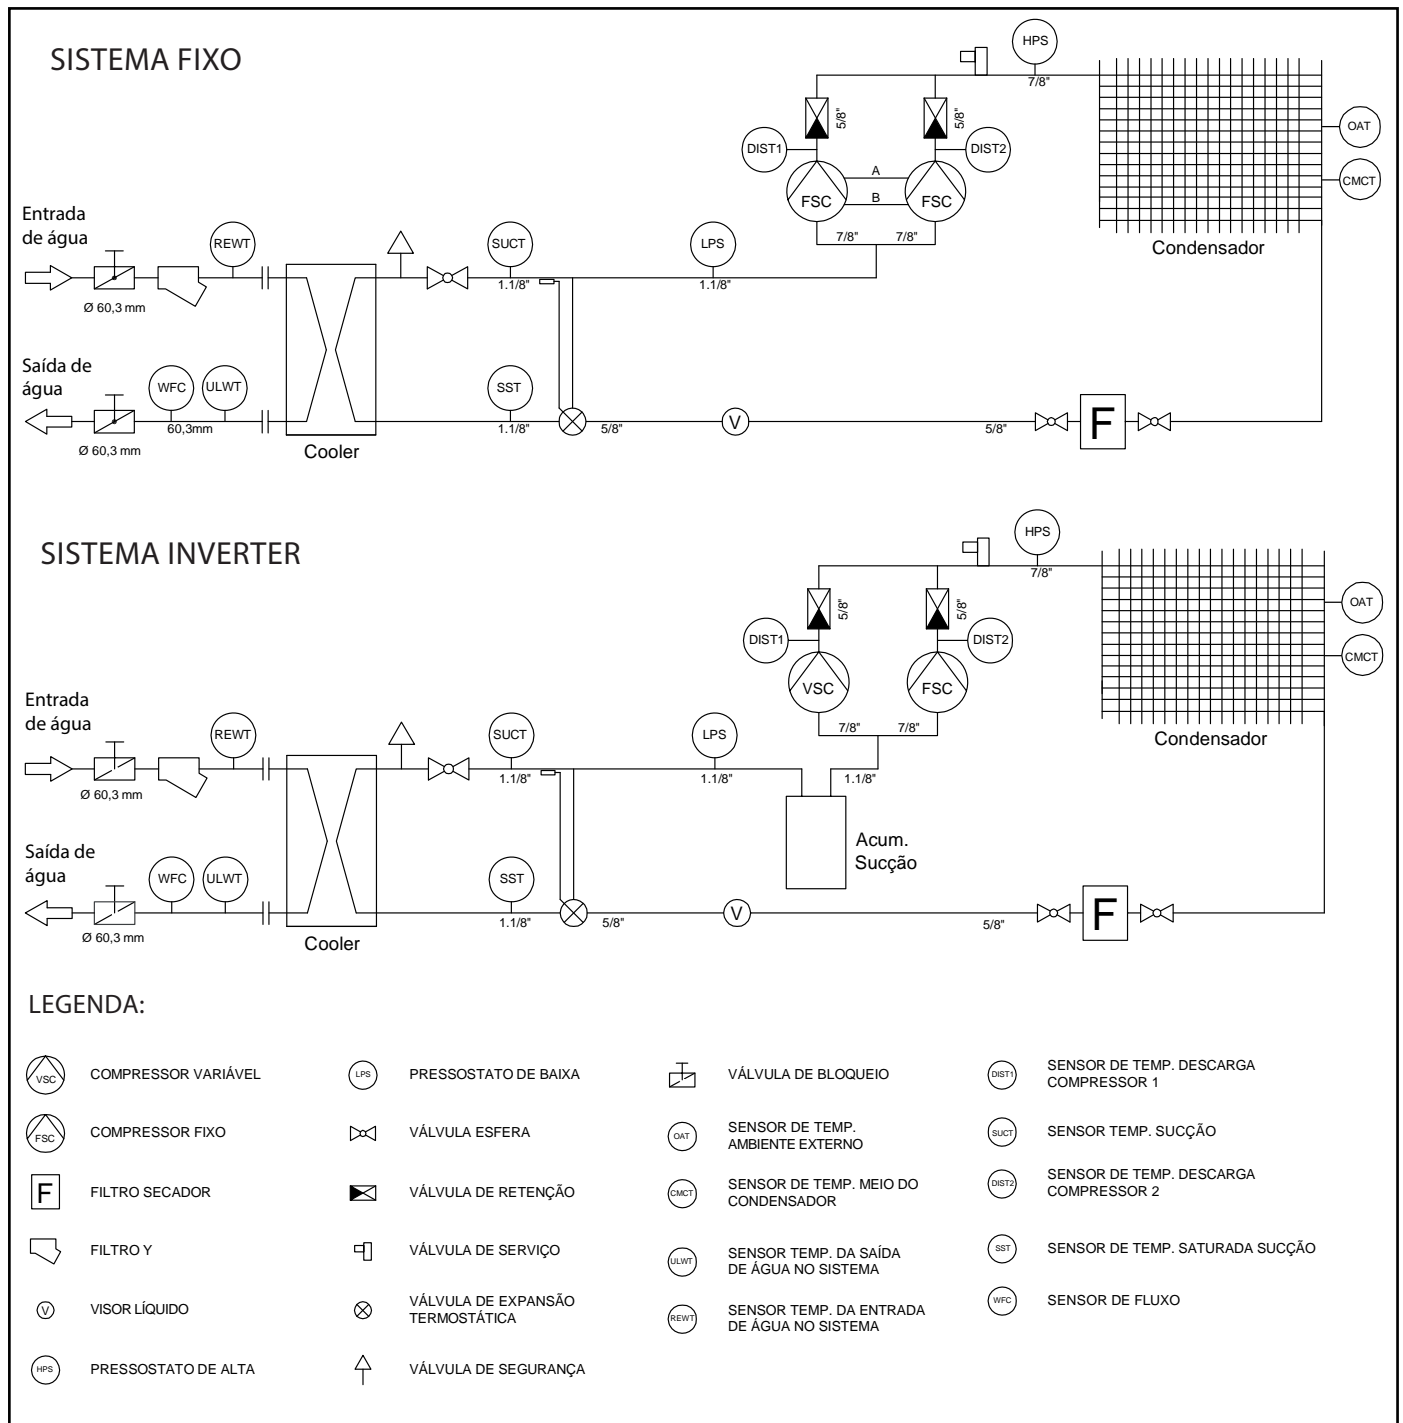 SISTEMA FIXO
HPS
7/8"
5/8"
5/8"
OAT
DIST1
DIST2
A
CMCT
FSC
B
FSC
Entrada
de água
REWT
SUCT
LPS
7/8"
7/8"
Condensador
1.1/8"
1.1/8"
Ø 60,3 mm
Saída de
água
WFC
ULWT
SST
F
V
60,3mm
1.1/8"
5/8"
5/8"
Ø 60,3 mm
Cooler
SISTEMA INVERTER
HPS
7/8"
5/8"
5/8"
OAT
DIST1
DIST2
CMCT
VSC
FSC
Entrada
de água
REWT
SUCT
LPS
7/8"
7/8"
Condensador
1.1/8"
1.1/8"
1.1/8"
Ø 60,3 mm
Acum.
Sucção
Saída de
água
WFC
ULWT
SST
F
V
1.1/8"
5/8"
5/8"
Ø 60,3 mm
Cooler
LEGENDA:
VSC
COMPRESSOR VARIÁVEL
FSC
COMPRESSOR FIXO
F
FILTRO SECADOR
FILTRO Y
V
VISOR LÍQUIDO
HPS
PRESSOSTATO DE ALTA
LPS
PRESSOSTATO DE BAIXA
VÁLVULA ESFERA
VÁLVULA DE RETENÇÃO
VÁLVULA DE SERVIÇO
VÁLVULA DE EXPANSÃO
TERMOSTÁTICA
VÁLVULA DE SEGURANÇA
VÁLVULA DE BLOQUEIO
OAT
SENSOR DE TEMP.
AMBIENTE EXTERNO
CMCT
SENSOR DE TEMP. MEIO DO
CONDENSADOR
ULWT
SENSOR TEMP. DA SAÍDA
DE ÁGUA NO SISTEMA
REWT
SENSOR TEMP. DA ENTRADA
DE ÁGUA NO SISTEMA
DIST1
SENSOR DE TEMP. DESCARGA
COMPRESSOR 1
SUCT
SENSOR TEMP. SUCÇÃO
DIST2
SENSOR DE TEMP. DESCARGA
COMPRESSOR 2
SST
SENSOR DE TEMP. SATURADA SUCÇÃO
WFC
SENSOR DE FLUXO